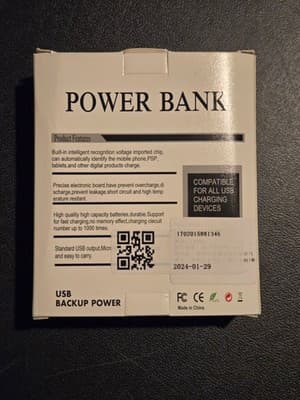 POWER BANK
Product Features
Built-in intelligent recognition voltage imported chip,
can automatically identify the mobile phone,PSP,
tablets,and other digital products charge.
Precise electronic board,have prevent overcharge,di
scharge,prevent leakage,short circuit and high temp
erature resitant.
High quality high capacity batteries,durable.Support
for fast charging,no memory effect,charging circuit
number up to 1000 times.
Standard USB output,Micro
and easy to carry.
COMPATIBLE
FOR ALL USB
CHARGING
DEVICES
2024-01-29
USB
BACKUP POWER
FC CE
Made in China